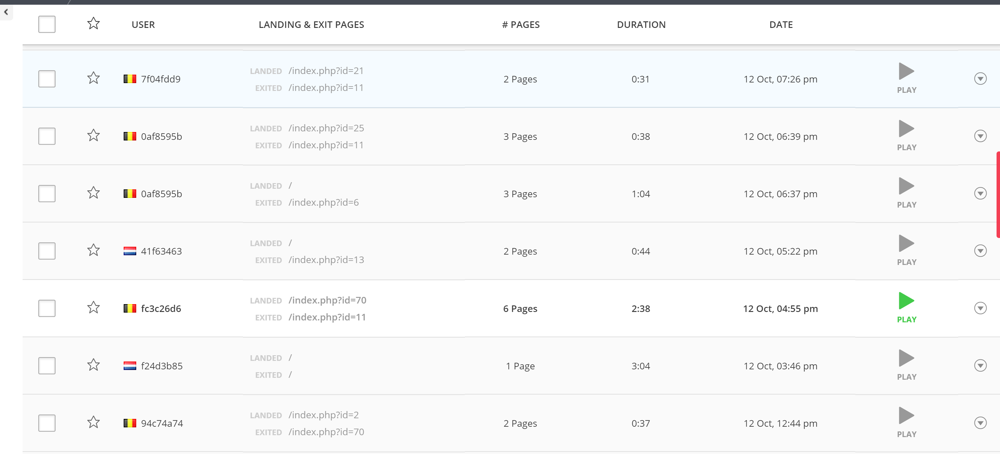 USER LANDING & EXIT PAGES # PAGES DURATION DATE
LANDED /index.php?id=21
7f04fdd9 2 Pages 0:31 12 Oct, 07:26 pm
EXITED /index.php?id=11
PLAY
LANDED /index.php?id=25
0af8595b 3 Pages 0:38 12 Oct, 06:39 pm
EXITED /index.php?id=11
PLAY
LANDED /
0af8595b 3 Pages 1:04 12 Oct, 06:37 pm
EXITED /index.php?id=6
PLAY
LANDED /
41f63463 2 Pages 0:44 12 Oct, 05:22 pm
EXITED /index.php?id=13
PLAY
LANDED /index.php?id=70
fc3c26d6 6 Pages 2:38 12 Oct, 04:55 pm
EXITED /index.php?id=11
PLAY
LANDED /
f24d3b85 1 Page 3:04 12 Oct, 03:46 pm
EXITED /
PLAY
LANDED /index.php?id=2
94c74a74 2 Pages 0:37 12 Oct, 12:44 pm
EXITED /index.php?id=70
PLAY